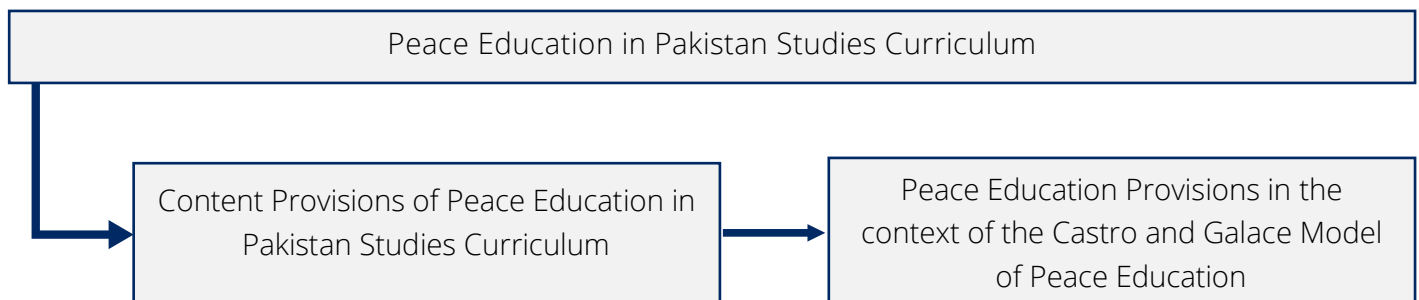 Peace Education in Pakistan Studies Curriculum
Content Provisions of Peace Education in
Pakistan Studies Curriculum
Peace Education Provisions in the
context of the Castro and Galace Model
of Peace Education